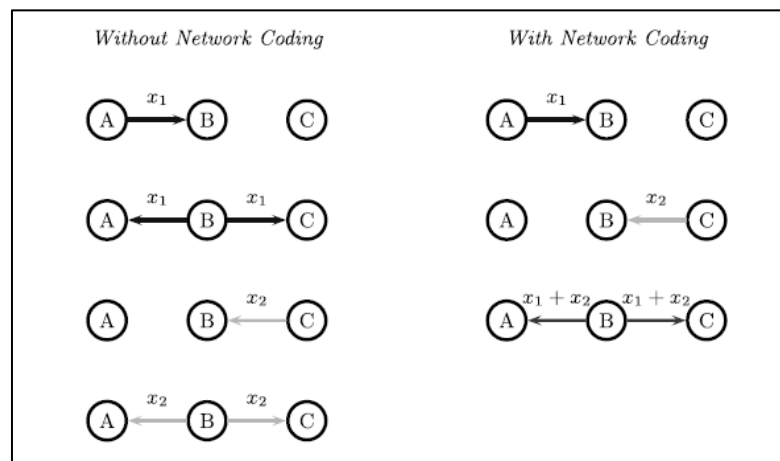 Without Network Coding
x₁
A B C
x₁ x₁
A B C
x₂
A B C
x₂ x₂
A B C
With Network Coding
x₁
A B C
x₂
A B C
x₁ + x₂ x₁ + x₂
A B C